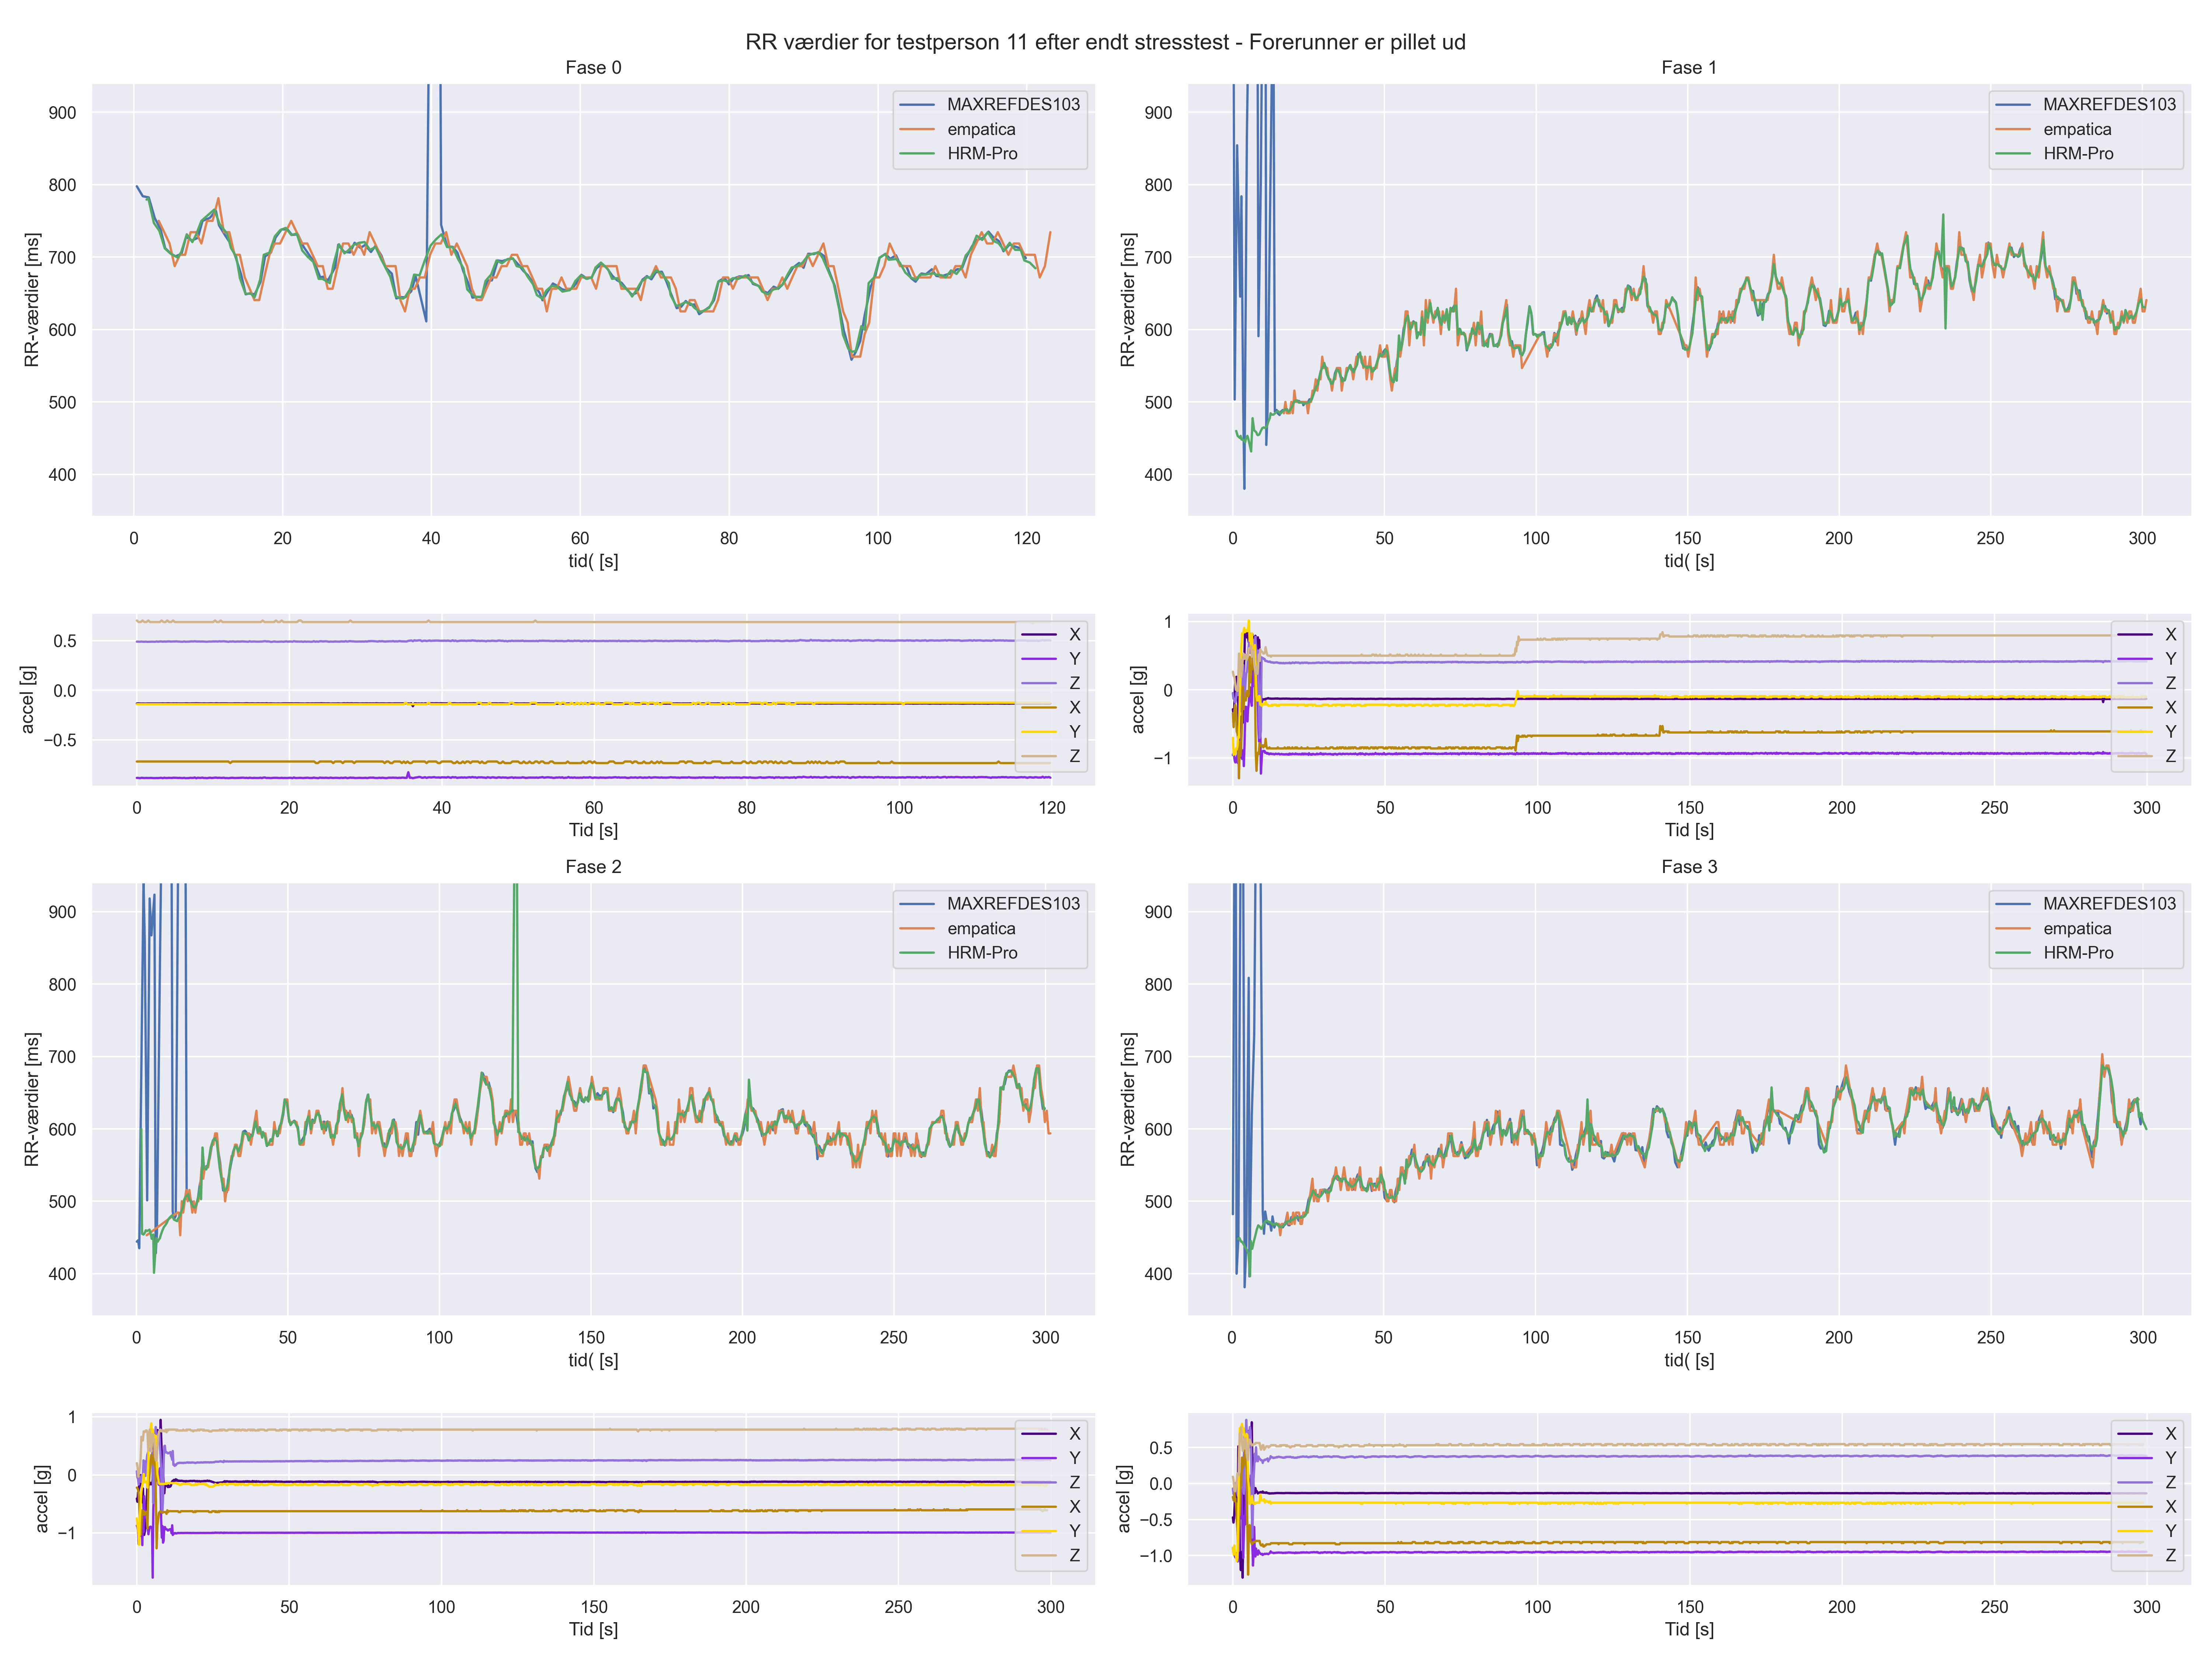 RR værdier for testperson 11 efter endt stresstest - Forerunner er pillet ud
Fase 0
RR-værdier [ms]
900
800
700
600
500
400
MAXREFDES103
empatica
HRM-Pro
0 20 40 60 80 100 120
tid( [s]
Fase 1
RR-værdier [ms]
900
800
700
600
500
400
MAXREFDES103
empatica
HRM-Pro
0 50 100 150 200 250 300
tid( [s]
accel [g]
0.5
0.0
−0.5
X
Y
Z
X
Y
Z
0 20 40 60 80 100 120
Tid [s]
accel [g]
1
0
−1
X
Y
Z
X
Y
Z
0 50 100 150 200 250 300
Tid [s]
Fase 2
RR-værdier [ms]
900
800
700
600
500
400
MAXREFDES103
empatica
HRM-Pro
0 50 100 150 200 250 300
tid( [s]
Fase 3
RR-værdier [ms]
900
800
700
600
500
400
MAXREFDES103
empatica
HRM-Pro
0 50 100 150 200 250 300
tid( [s]
accel [g]
1
0
−1
X
Y
Z
X
Y
Z
0 50 100 150 200 250 300
Tid [s]
accel [g]
0.5
0.0
−0.5
−1.0
X
Y
Z
X
Y
Z
0 50 100 150 200 250 300
Tid [s]